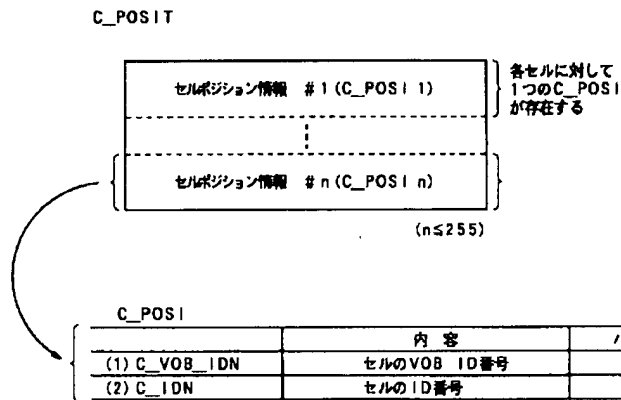 C_POSIT
セルポジション情報 #1(C_POSI 1)
各セルに対して
1つのC_POSI
が存在する
セルポジション情報 #n(C_POSI n)
(n≦255)
C_POSI
内 容
(1) C_VOB_IDN セルのVOB ID番号
(2) C_IDN セルのID番号